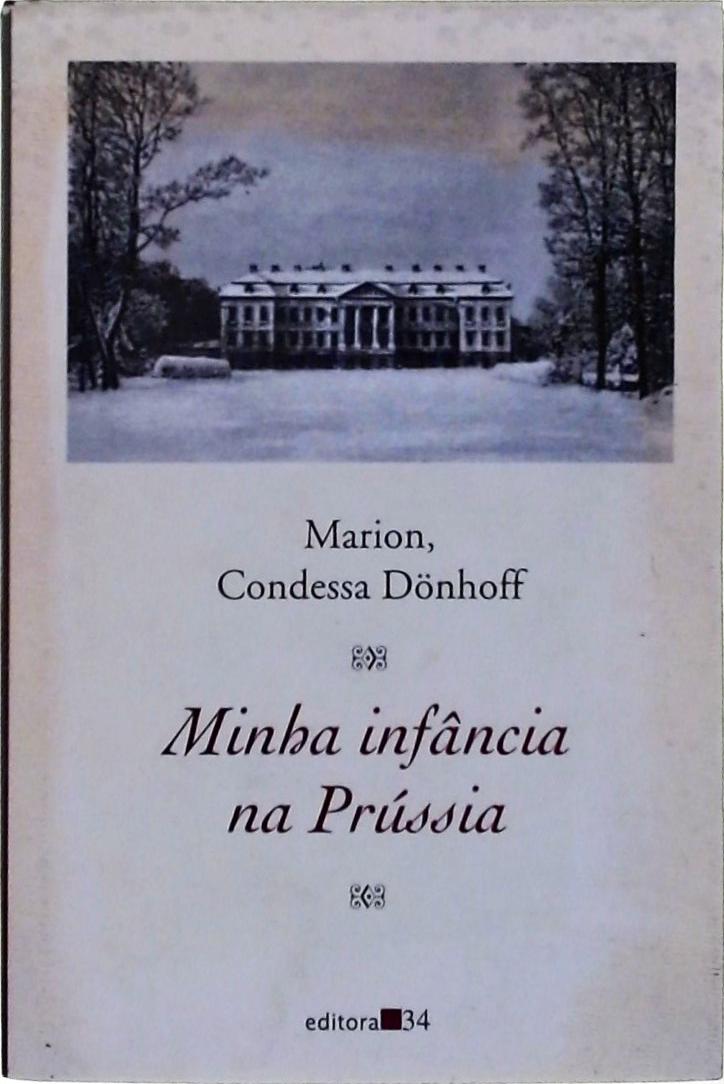 Marion,
Condessa Dönhoff
Minha infância
na Prússia
editora 34